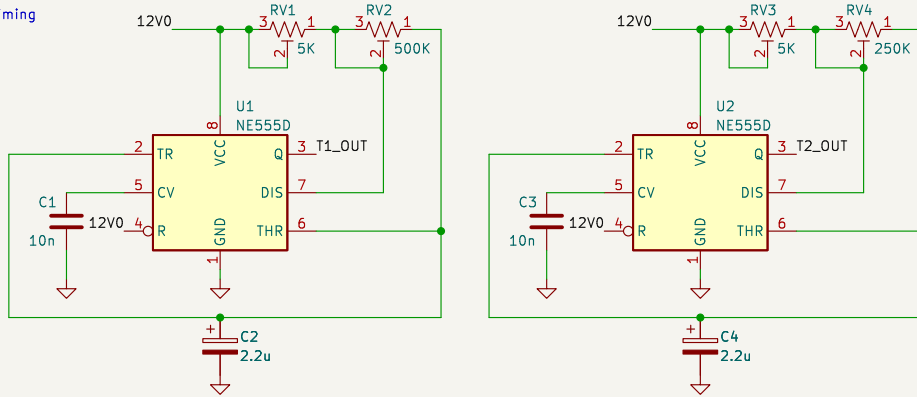 ming
12V0
3
RV1
1
2
5K
3
RV2
1
2
500K
12V0
3
RV3
1
2
5K
3
RV4
1
2
250K
U1
NE555D
8
VCC
2
TR
5
CV
4
R
Q
3
T1_OUT
DIS
7
THR
6
GND
1
C1
10n
12V0
+
C2
2.2u
U2
NE555D
8
VCC
2
TR
5
CV
4
R
Q
3
T2_OUT
DIS
7
THR
6
GND
1
C3
10n
12V0
+
C4
2.2u